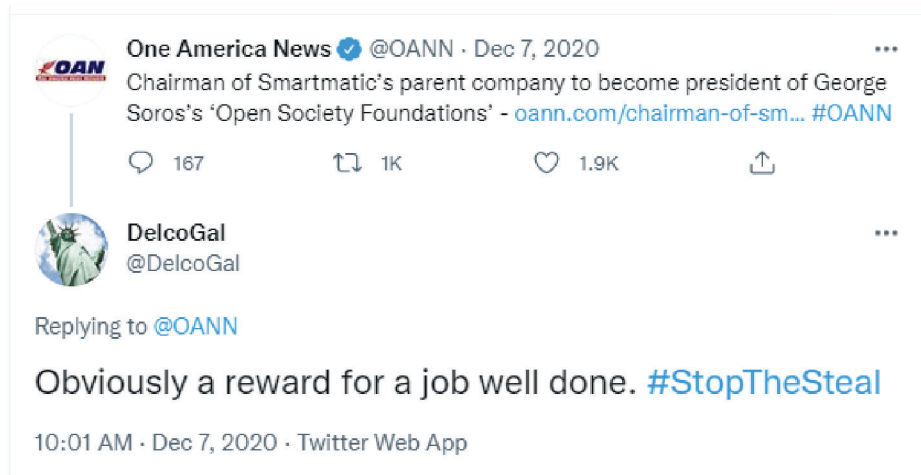 One America News @OANN · Dec 7, 2020
Chairman of Smartmatic's parent company to become president of George
Soros's 'Open Society Foundations' - oann.com/chairman-of-sm... #OANN
167 1K 1.9K
OAN
DelcoGal
@DelcoGal
Replying to @OANN
Obviously a reward for a job well done. #StopTheSteal
10:01 AM · Dec 7, 2020 · Twitter Web App